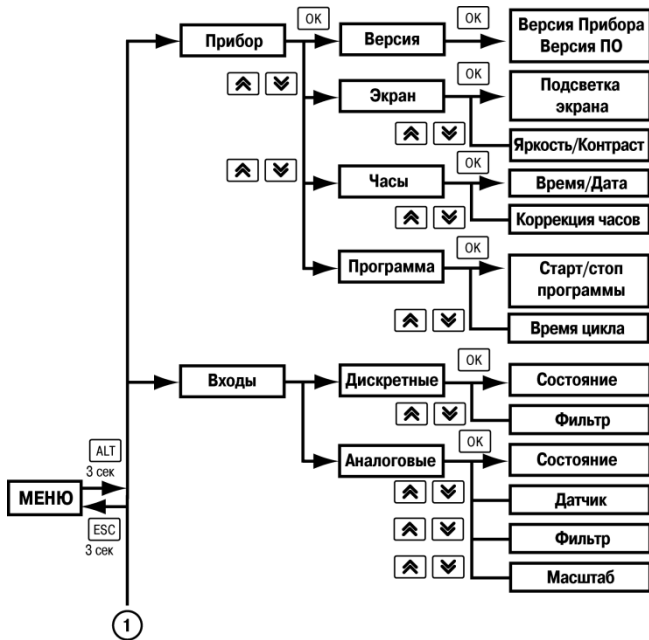 OK
OK
Прибор
Версия
Версия Прибора
Версия ПО
OK
Экран
Подсветка
экрана
Яркость/Контраст
OK
Часы
Время/Дата
Коррекция часов
OK
Программа
Старт/стоп
программы
Время цикла
OK
Входы
Дискретные
Состояние
Фильтр
OK
Аналоговые
Состояние
ALT
3 сек
МЕНЮ
Датчик
ESC
3 сек
Фильтр
Масштаб
1